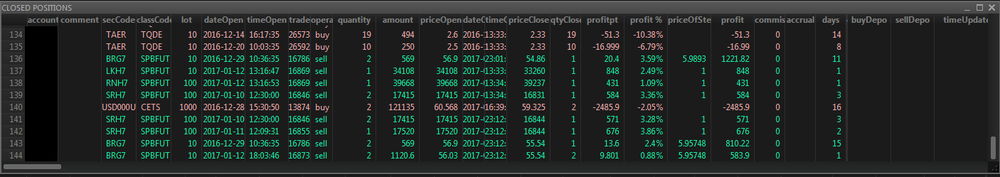 CLOSED POSITIONS
account comment secCode classCode lot dateOpen timeOpen trade opera quantity amount priceOpen dateC timeC priceClose qtyClose profitpt profit % priceOfSte profit commis accrual days buyDepo sellDepo timeUpdate
134 TAER TQDE 10 2016-12-14 16:17:35 26573 buy 19 494 2.6 2016- 13:33: 2.33 19 -51.3 -10.38% -51.3 0 14
135 TAER TQDE 10 2016-12-20 10:03:35 26592 buy 10 250 2.5 2016- 13:33: 2.33 10 -16.999 -6.79% -16.99 0 8
136 BRG7 SPBFUT 10 2016-12-29 10:36:35 16786 sell 2 569 56.9 2017-0 23:01: 54.86 1 20.4 3.59% 5.9893 1221.82 0 11
137 LKH7 SPBFUT 10 2017-01-12 13:16:47 16869 sell 1 34108 34108 2017-0 13:33: 33260 1 848 2.49% 1 848 0 1
138 RNH7 SPBFUT 100 2017-01-12 13:16:53 16869 sell 1 39668 39668 2017-0 13:34: 39237 1 431 1.09% 1 431 0 1
139 SRH7 SPBFUT 100 2017-01-10 12:30:00 16846 sell 2 17415 17415 2017-0 13:34: 16831 1 584 3.36% 1 584 0 3
140 USD000U CETS 1000 2016-12-28 15:30:50 13874 buy 2 121135 60.568 2017-0 16:39: 59.325 2 -2485.9 -2.05% -2485.9 0 16
141 SRH7 SPBFUT 100 2017-01-10 12:30:00 16846 sell 2 17415 17415 2017-0 23:12: 16844 1 571 3.28% 1 571 0 3
142 SRH7 SPBFUT 100 2017-01-11 12:09:31 16855 sell 1 17520 17520 2017-0 23:12: 16844 1 676 3.86% 1 676 0 2
143 BRG7 SPBFUT 10 2016-12-29 10:36:35 16786 sell 2 569 56.9 2017-0 23:12: 55.54 1 13.6 2.4% 5.95748 810.22 0 15
144 BRG7 SPBFUT 10 2017-01-12 18:03:46 16873 sell 2 1120.6 56.03 2017-0 23:12: 55.54 2 9.801 0.88% 5.95748 583.9 0 1